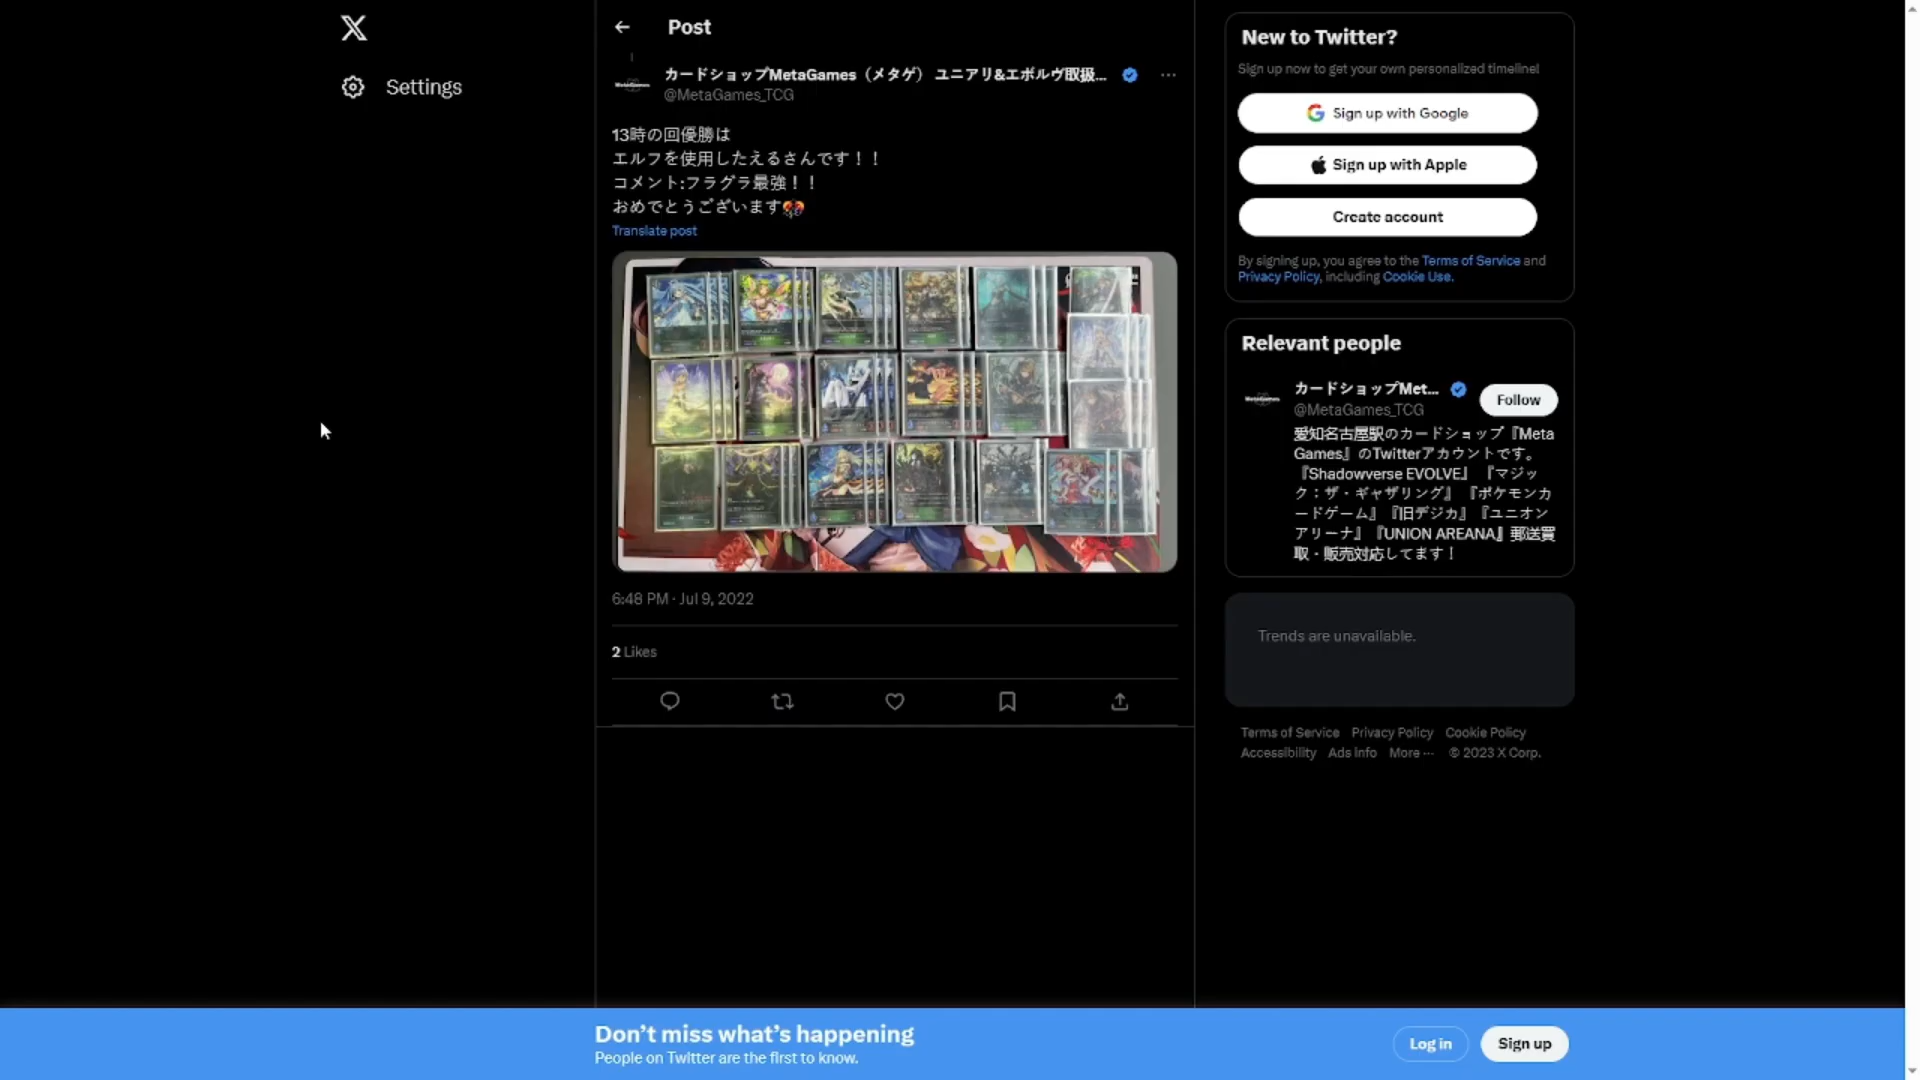 Settings
Post
カードショップMetaGames（メタゲ） ユニアリ&エボルヴ取扱...
@MetaGames_TCG
13時の回優勝は
エルフを使用したえるさんです！！
コメント:フラグラ最強！！
おめでとうございます🎊
Translate post
6:48 PM · Jul 9, 2022
2 Likes
New to Twitter?
Sign up now to get your own personalized timeline!
Sign up with Google
Sign up with Apple
Create account
By signing up, you agree to the Terms of Service and
Privacy Policy, including Cookie Use.
Relevant people
カードショップMet...
@MetaGames_TCG
Follow
愛知名古屋駅のカードショップ『Meta
Games』のTwitterアカウントです。
『Shadowverse EVOLVE』『マジッ
ク：ザ・ギャザリング』『ポケモンカ
ードゲーム』『旧デジカ』『ユニオン
アリーナ』『UNION AREANA』郵送買
取・販売対応してます！
Trends are unavailable.
Terms of Service Privacy Policy Cookie Policy
Accessibility Ads info More ··· © 2023 X Corp.
Don’t miss what’s happening
People on Twitter are the first to know.
Log in
Sign up